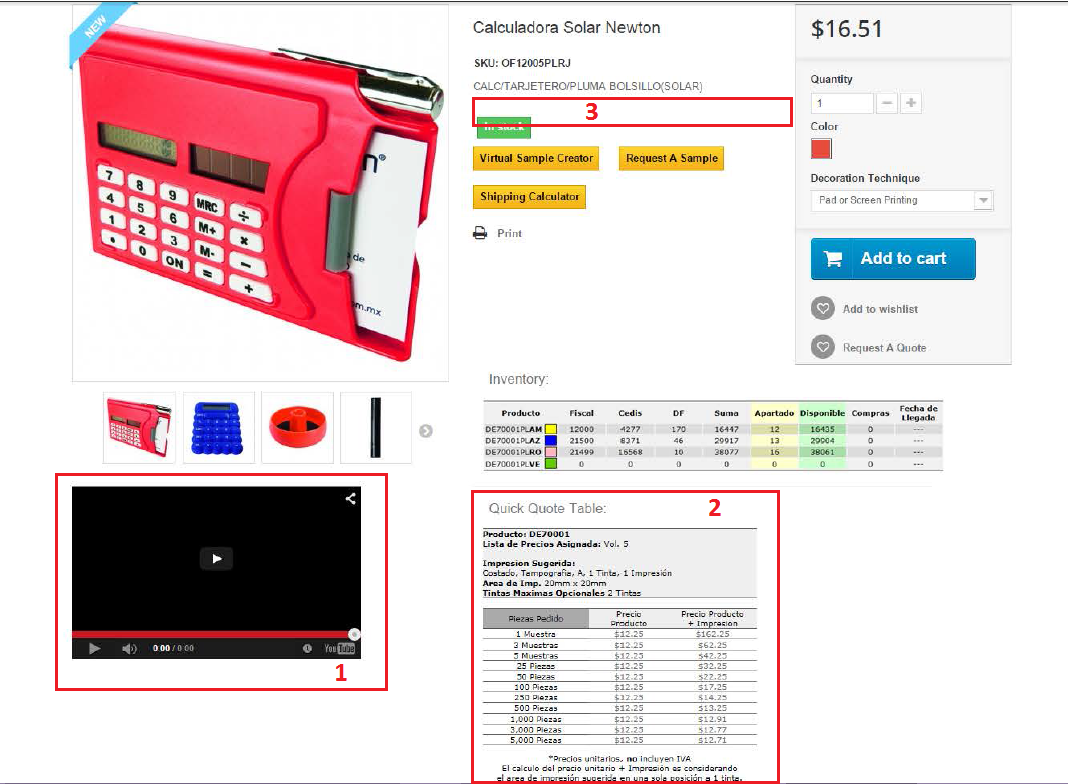 NEW
Calculadora Solar Newton
SKU: OF12005PLRJ
CALC/TARJETERO/PLUMA BOLSILLO(SOLAR)
3
In stock
Virtual Sample Creator
Request A Sample
Shipping Calculator
Print
$16.51
Quantity
1
Color
Decoration Technique
Pad or Screen Printing
Add to cart
Add to wishlist
Request A Quote
n®
de
om.mx
7 8 9 MRC ÷
4 5 6 M+ ×
1 2 3 M- −
• 0 ON = +
Inventory:
Producto Fiscal Cedis DF Suma Apartado Disponible Compras Fecha de Llegada
DE70001PLAM 12000 4277 170 16447 12 16435 0 ---
DE70001PLAZ 21500 8371 46 29917 13 29904 0 ---
DE70001PLRO 21499 16568 10 38077 16 38061 0 ---
DE70001PLVE 0 0 0 0 0 0 0 ---
0:00 / 0:00
YouTube
1
Quick Quote Table:
2
Producto: DE70001
Lista de Precios Asignada: Vol. 5
Impresion Sugerida:
Costado, Tampografia, A, 1 Tinta, 1 Impresión
Area de Imp. 20mm x 20mm
Tintas Maximas Opcionales 2 Tintas
Piezas Pedido Precio Producto Precio Producto + Impresion
1 Muestra $12.25 $162.25
3 Muestras $12.25 $62.25
5 Muestras $12.25 $42.25
25 Piezas $12.25 $32.25
50 Piezas $12.25 $22.25
100 Piezas $12.25 $17.25
250 Piezas $12.25 $14.25
500 Piezas $12.25 $13.25
1,000 Piezas $12.25 $12.91
3,000 Piezas $12.25 $12.77
5,000 Piezas $12.25 $12.71
*Precios unitarios, no incluyen IVA
El calculo del precio unitario + Impresión es considerando
el area de impresión sugerida en una sola posición a 1 tinta.